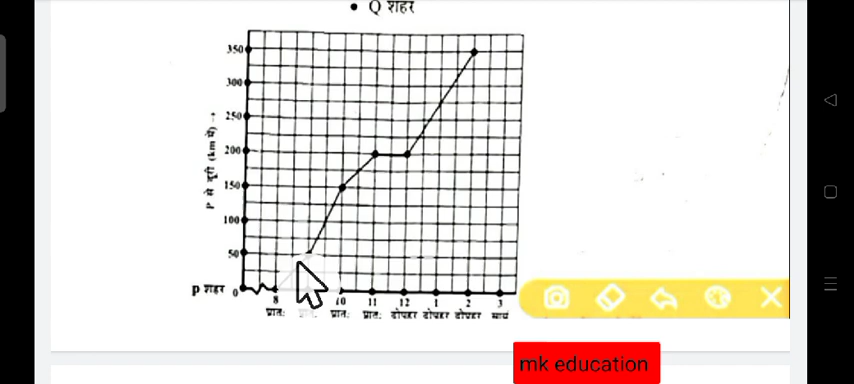 • Q शहर
350
300
250
200
150
100
50
0
P से दूरी (km में) →
P शहर
8 10 11 12 1 2 3
प्रात: प्रात: प्रात: प्रात: दोपहर दोपहर दोपहर सायं
mk education